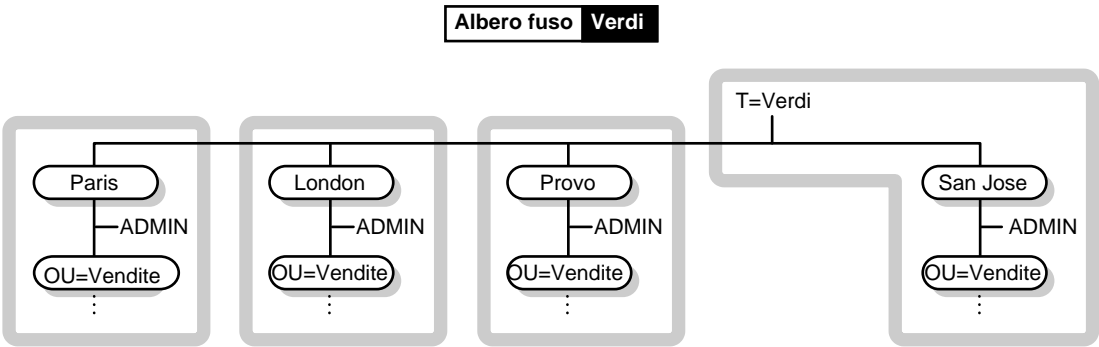 Albero fuso Verdi
T=Verdi
Paris
London
Provo
San Jose
ADMIN
ADMIN
ADMIN
ADMIN
OU=Vendite
OU=Vendite
OU=Vendite
OU=Vendite